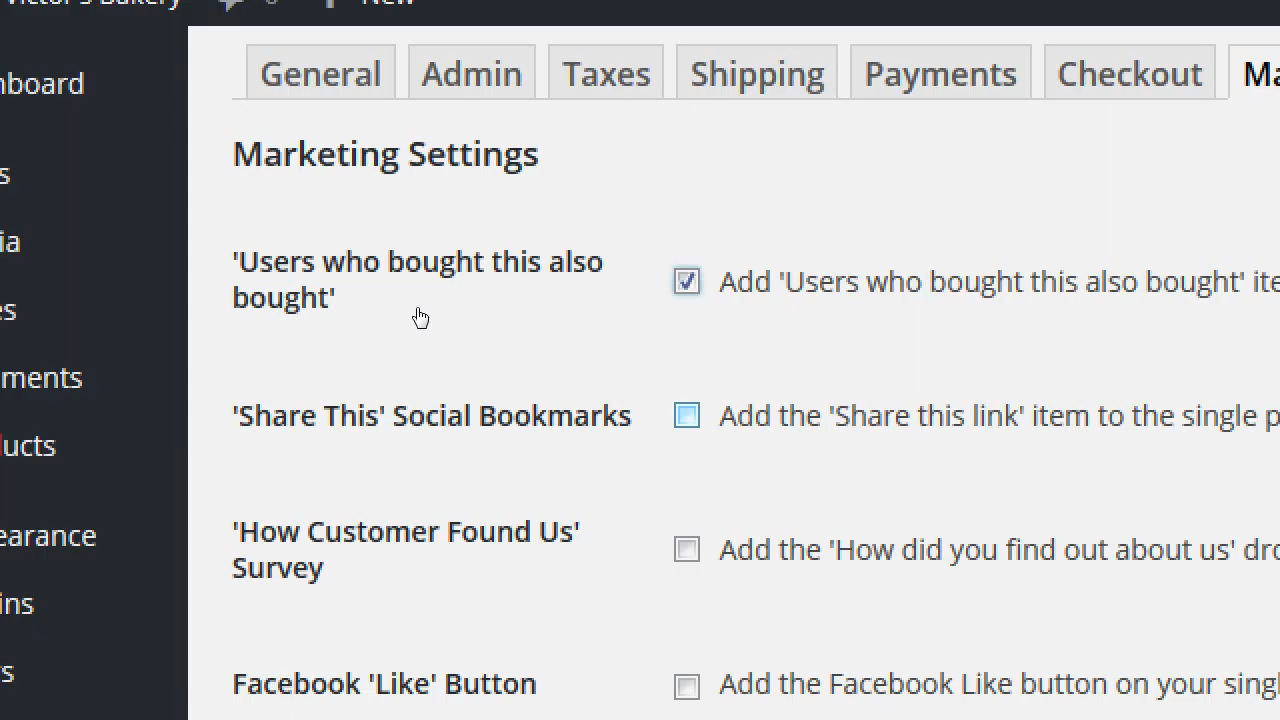 New
General Admin Taxes Shipping Payments Checkout
Marketing Settings
'Users who bought this also
bought'
Add 'Users who bought this also bought' ite
'Share This' Social Bookmarks
Add the 'Share this link' item to the single p
'How Customer Found Us'
Survey
Add the 'How did you find out about us' dro
Facebook 'Like' Button
Add the Facebook Like button on your singl
nboard
s
ia
es
ments
ucts
earance
ins
s